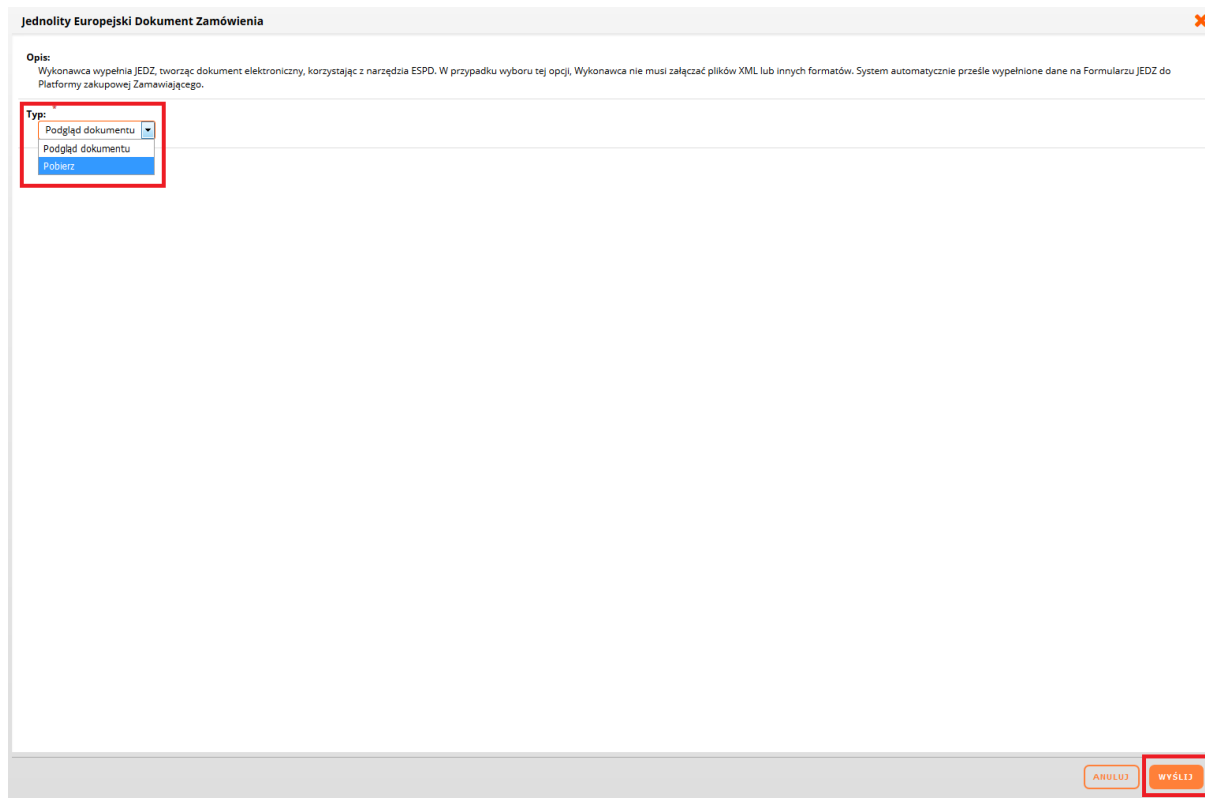 Jednolity Europejski Dokument Zamówienia
Opis:
Wykonawca wypełnia JEDZ, tworząc dokument elektroniczny, korzystając z narzędzia ESPD. W przypadku wyboru tej opcji, Wykonawca nie musi załączać plików XML lub innych formatów. System automatycznie prześle wypełnione dane na Formularzu JEDZ do
Platformy zakupowej Zamawiającego.
Typ: *
Podgląd dokumentu
Podgląd dokumentu
Pobierz
ANULUJ WYŚLIJ